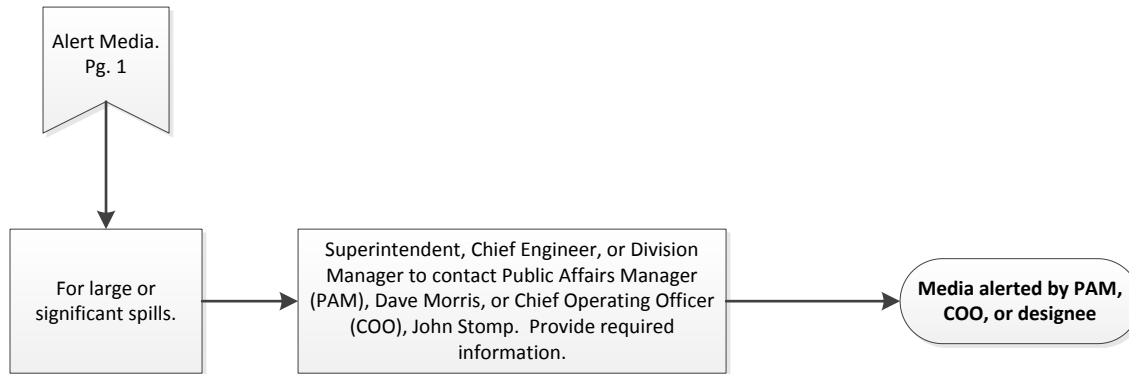 Alert Media.
Pg. 1
For large or
significant spills.
Superintendent, Chief Engineer, or Division
Manager to contact Public Affairs Manager
(PAM), Dave Morris, or Chief Operating Officer
(COO), John Stomp.  Provide required
information.
Media alerted by PAM,
COO, or designee